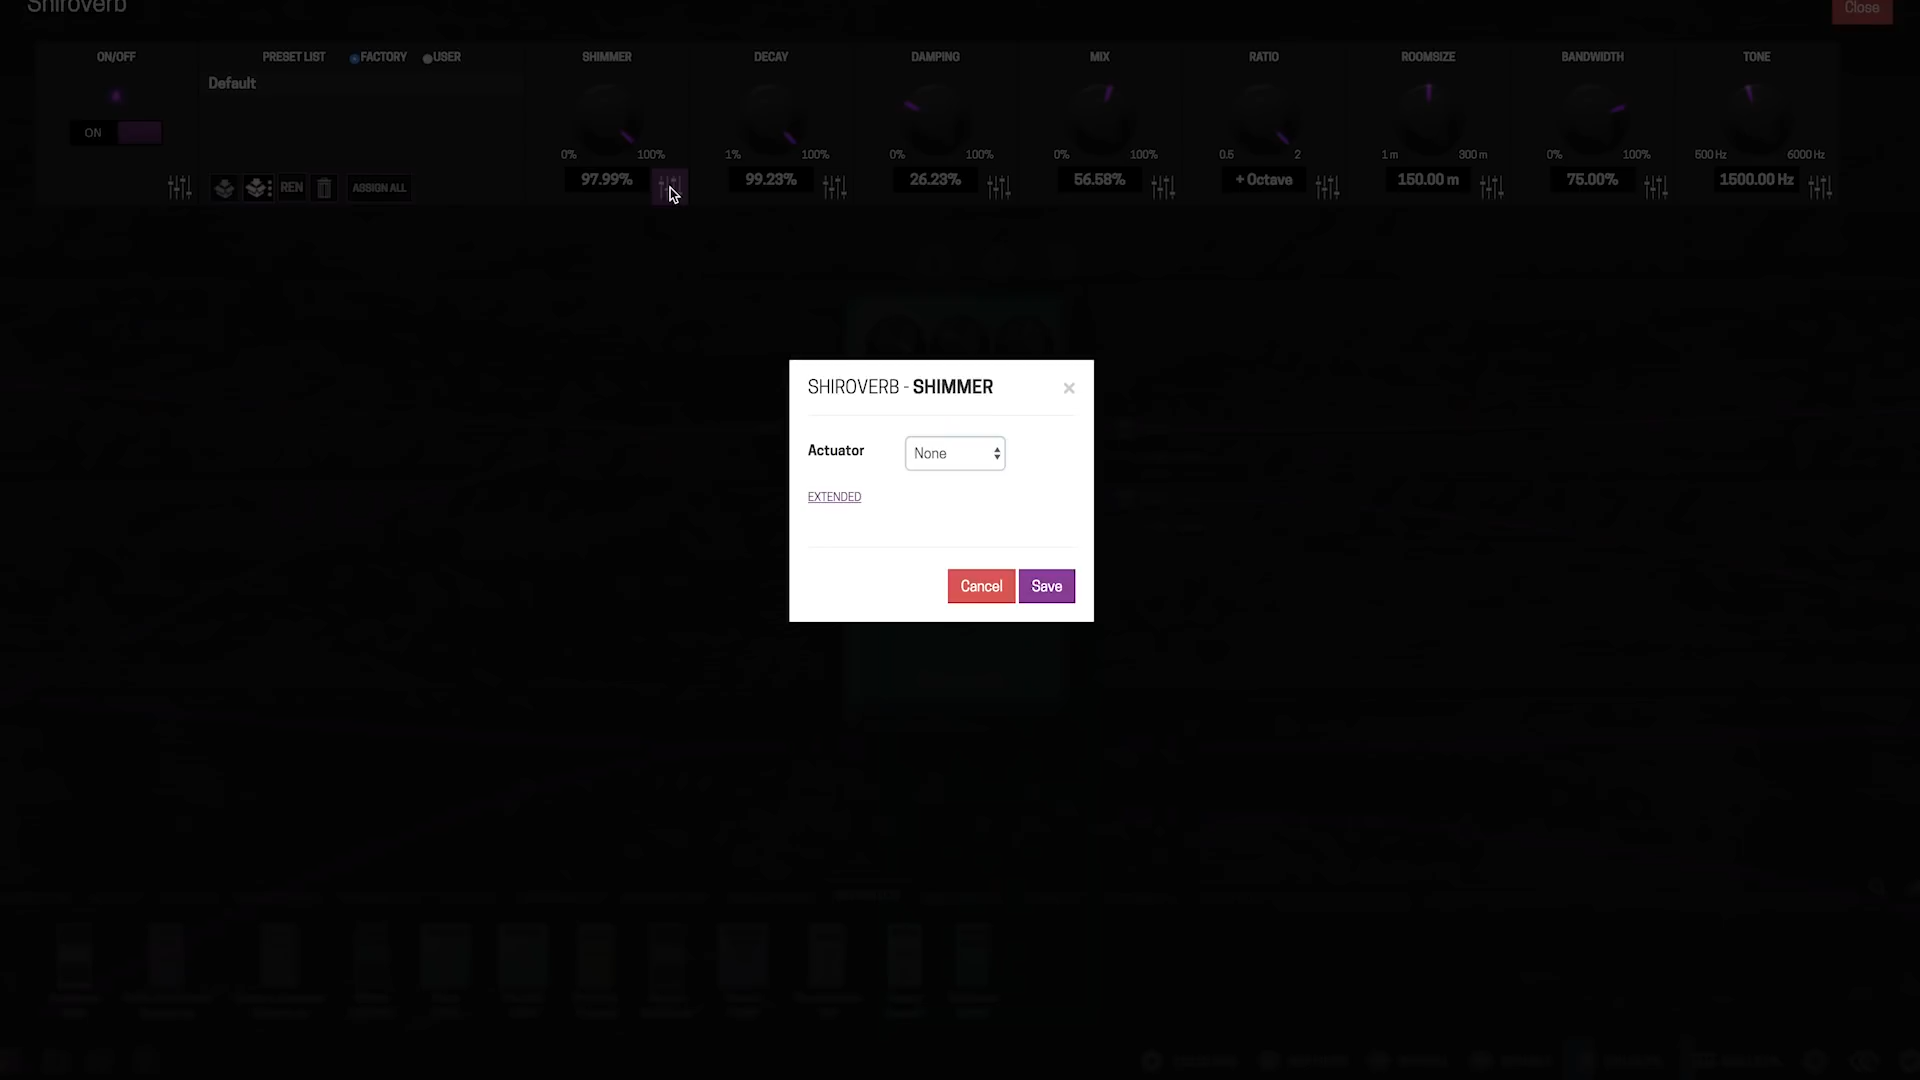 Shiroverb
Close
ON/OFF
PRESET LIST FACTORY USER
SHIMMER
DECAY
DAMPING
MIX
RATIO
ROOMSIZE
BANDWIDTH
TONE
Default
ON
0% 100%
1% 100%
0% 100%
0% 100%
0.5 2
1 m 300 m
0% 100%
500 Hz 6000 Hz
REN
ASSIGN ALL
97.99%
99.23%
26.23%
56.58%
+ Octave
150.00 m
75.00%
1500.00 Hz
SHIROVERB - SHIMMER
×
Actuator
None
EXTENDED
Cancel
Save